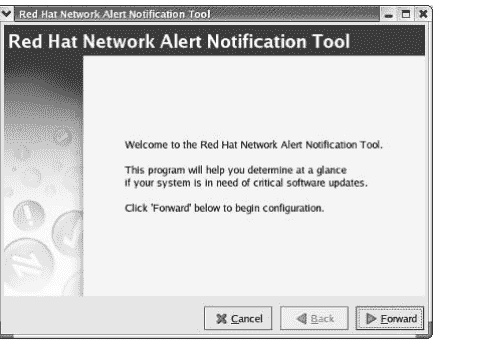 Red Hat Network Alert Notification Tool
Red Hat Network Alert Notification Tool
Welcome to the Red Hat Network Alert Notification Tool.
This program will help you determine at a glance
if your system is in need of critical software updates.
Click 'Forward' below to begin configuration.
Cancel Back Forward